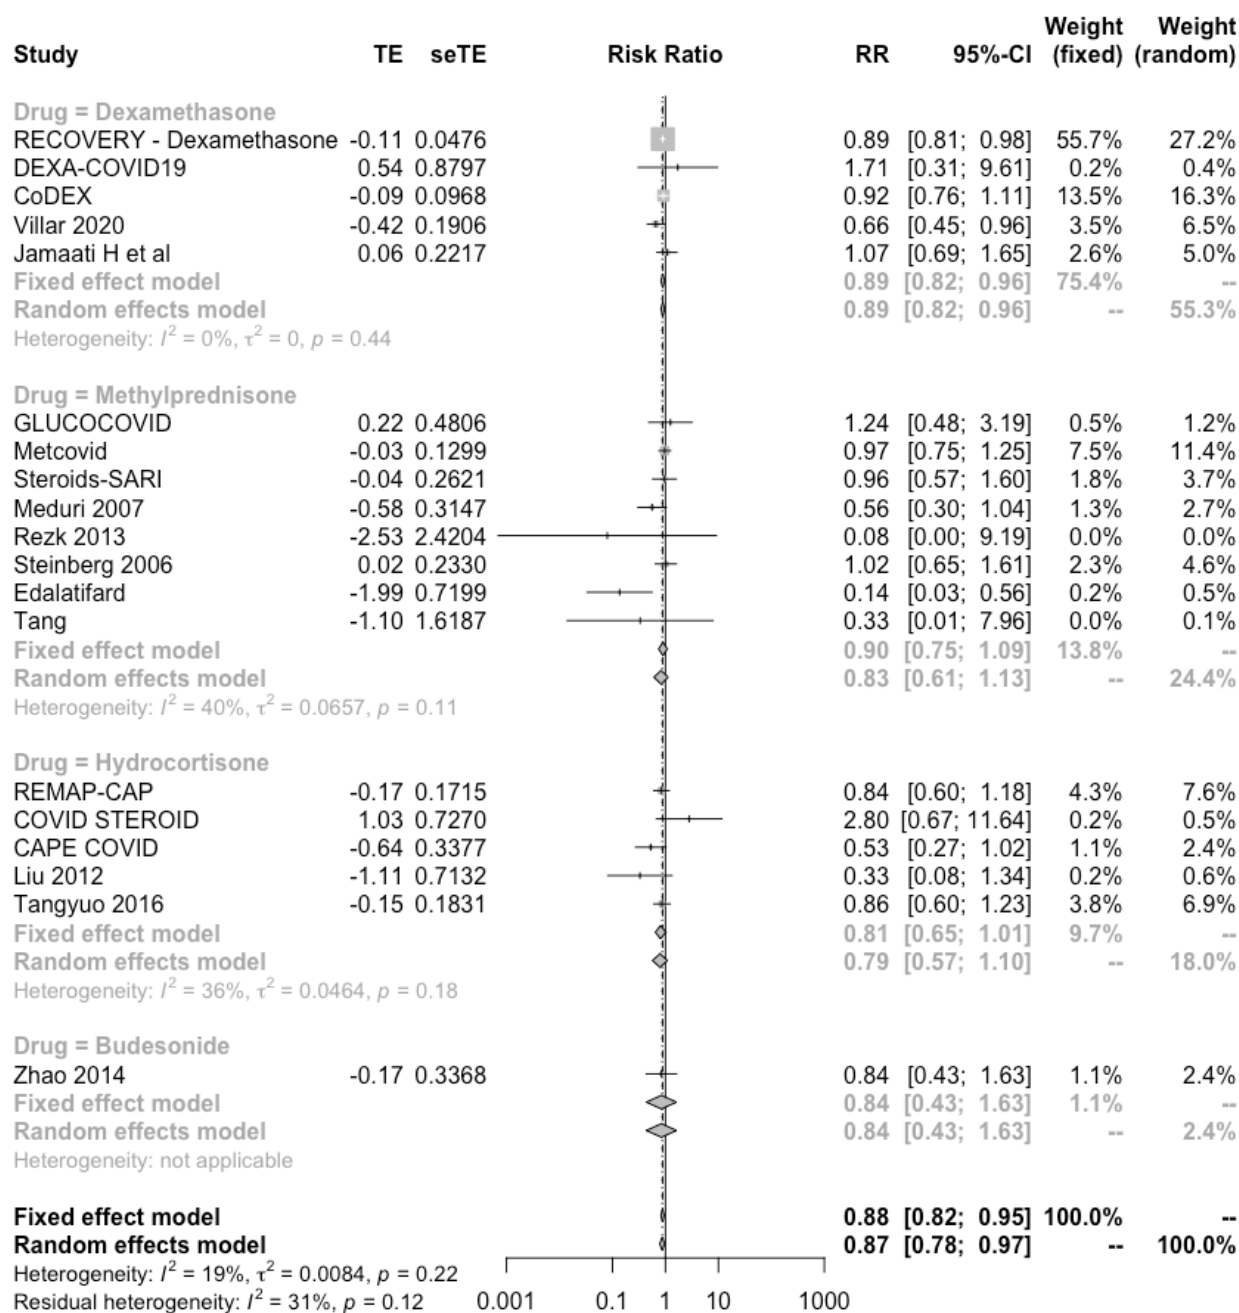 Weight Weight
Study TE seTE Risk Ratio RR 95%-CI (fixed) (random)
Drug = Dexamethasone
RECOVERY - Dexamethasone -0.11 0.0476 0.89 [0.81; 0.98] 55.7% 27.2%
DEXA-COVID19 0.54 0.8797 1.71 [0.31; 9.61] 0.2% 0.4%
CoDEX -0.09 0.0968 0.92 [0.76; 1.11] 13.5% 16.3%
Villar 2020 -0.42 0.1906 0.66 [0.45; 0.96] 3.5% 6.5%
Jamaati H et al 0.06 0.2217 1.07 [0.69; 1.65] 2.6% 5.0%
Fixed effect model 0.89 [0.82; 0.96] 75.4% --
Random effects model 0.89 [0.82; 0.96] -- 55.3%
Heterogeneity: I² = 0%, τ² = 0, p = 0.44
Drug = Methylprednisone
GLUCOCOVID 0.22 0.4806 1.24 [0.48; 3.19] 0.5% 1.2%
Metcovid -0.03 0.1299 0.97 [0.75; 1.25] 7.5% 11.4%
Steroids-SARI -0.04 0.2621 0.96 [0.57; 1.60] 1.8% 3.7%
Meduri 2007 -0.58 0.3147 0.56 [0.30; 1.04] 1.3% 2.7%
Rezk 2013 -2.53 2.4204 0.08 [0.00; 9.19] 0.0% 0.0%
Steinberg 2006 0.02 0.2330 1.02 [0.65; 1.61] 2.3% 4.6%
Edalatifard -1.99 0.7199 0.14 [0.03; 0.56] 0.2% 0.5%
Tang -1.10 1.6187 0.33 [0.01; 7.96] 0.0% 0.1%
Fixed effect model 0.90 [0.75; 1.09] 13.8% --
Random effects model 0.83 [0.61; 1.13] -- 24.4%
Heterogeneity: I² = 40%, τ² = 0.0657, p = 0.11
Drug = Hydrocortisone
REMAP-CAP -0.17 0.1715 0.84 [0.60; 1.18] 4.3% 7.6%
COVID STEROID 1.03 0.7270 2.80 [0.67; 11.64] 0.2% 0.5%
CAPE COVID -0.64 0.3377 0.53 [0.27; 1.02] 1.1% 2.4%
Liu 2012 -1.11 0.7132 0.33 [0.08; 1.34] 0.2% 0.6%
Tangyuo 2016 -0.15 0.1831 0.86 [0.60; 1.23] 3.8% 6.9%
Fixed effect model 0.81 [0.65; 1.01] 9.7% --
Random effects model 0.79 [0.57; 1.10] -- 18.0%
Heterogeneity: I² = 36%, τ² = 0.0464, p = 0.18
Drug = Budesonide
Zhao 2014 -0.17 0.3368 0.84 [0.43; 1.63] 1.1% 2.4%
Fixed effect model 0.84 [0.43; 1.63] 1.1% --
Random effects model 0.84 [0.43; 1.63] -- 2.4%
Heterogeneity: not applicable
Fixed effect model 0.88 [0.82; 0.95] 100.0% --
Random effects model 0.87 [0.78; 0.97] -- 100.0%
Heterogeneity: I² = 19%, τ² = 0.0084, p = 0.22
Residual heterogeneity: I² = 31%, p = 0.12 0.001 0.1 1 10 1000